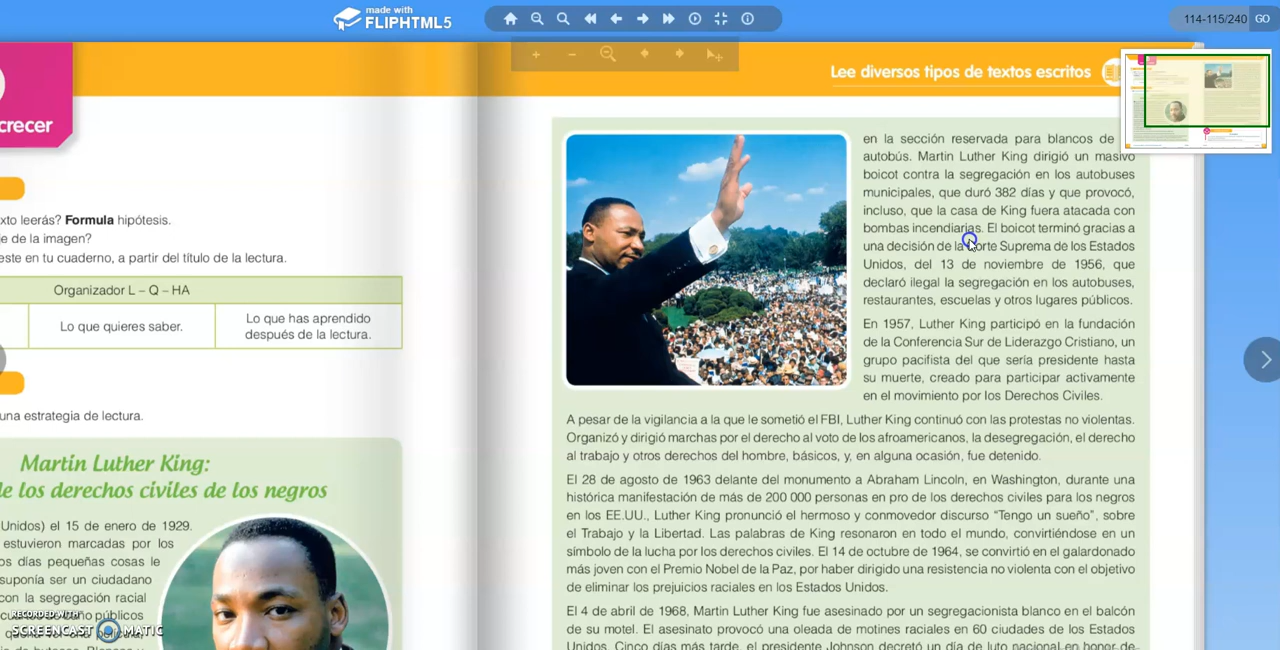 made with
FLIPHTML5
114-115/240 GO
Lee diversos tipos de textos escritos
crecer
xto leerás? Formula hipótesis.
je de la imagen?
este en tu cuaderno, a partir del título de la lectura.
Organizador L – Q – HA
Lo que quieres saber.
Lo que has aprendido
después de la lectura.
una estrategia de lectura.
Martin Luther King:
e los derechos civiles de los negros
Unidos) el 15 de enero de 1929.
estuvieron marcadas por los
os días pequeñas cosas le
suponía ser un ciudadano
con la segregación racial
públicos
RECORDED WITH
SCREENCAST MATIC
en la sección reservada para blancos de
autobús. Martin Luther King dirigió un masivo
boicot contra la segregación en los autobuses
municipales, que duró 382 días y que provocó,
incluso, que la casa de King fuera atacada con
bombas incendiarias. El boicot terminó gracias a
una decisión de la Corte Suprema de los Estados
Unidos, del 13 de noviembre de 1956, que
declaró ilegal la segregación en los autobuses,
restaurantes, escuelas y otros lugares públicos.
En 1957, Luther King participó en la fundación
de la Conferencia Sur de Liderazgo Cristiano, un
grupo pacifista del que sería presidente hasta
su muerte, creado para participar activamente
en el movimiento por los Derechos Civiles.
A pesar de la vigilancia a la que le sometió el FBI, Luther King continuó con las protestas no violentas.
Organizó y dirigió marchas por el derecho al voto de los afroamericanos, la desegregación, el derecho
al trabajo y otros derechos del hombre, básicos, y, en alguna ocasión, fue detenido.
El 28 de agosto de 1963 delante del monumento a Abraham Lincoln, en Washington, durante una
histórica manifestación de más de 200 000 personas en pro de los derechos civiles para los negros
en los EE.UU., Luther King pronunció el hermoso y conmovedor discurso “Tengo un sueño”, sobre
el Trabajo y la Libertad. Las palabras de King resonaron en todo el mundo, convirtiéndose en un
símbolo de la lucha por los derechos civiles. El 14 de octubre de 1964, se convirtió en el galardonado
más joven con el Premio Nobel de la Paz, por haber dirigido una resistencia no violenta con el objetivo
de eliminar los prejuicios raciales en los Estados Unidos.
El 4 de abril de 1968, Martin Luther King fue asesinado por un segregacionista blanco en el balcón
de su motel. El asesinato provocó una oleada de motines raciales en 60 ciudades de los Estados
Unidos. Cinco días más tarde, el presidente Johnson decretó un día de luto nacional en honor de